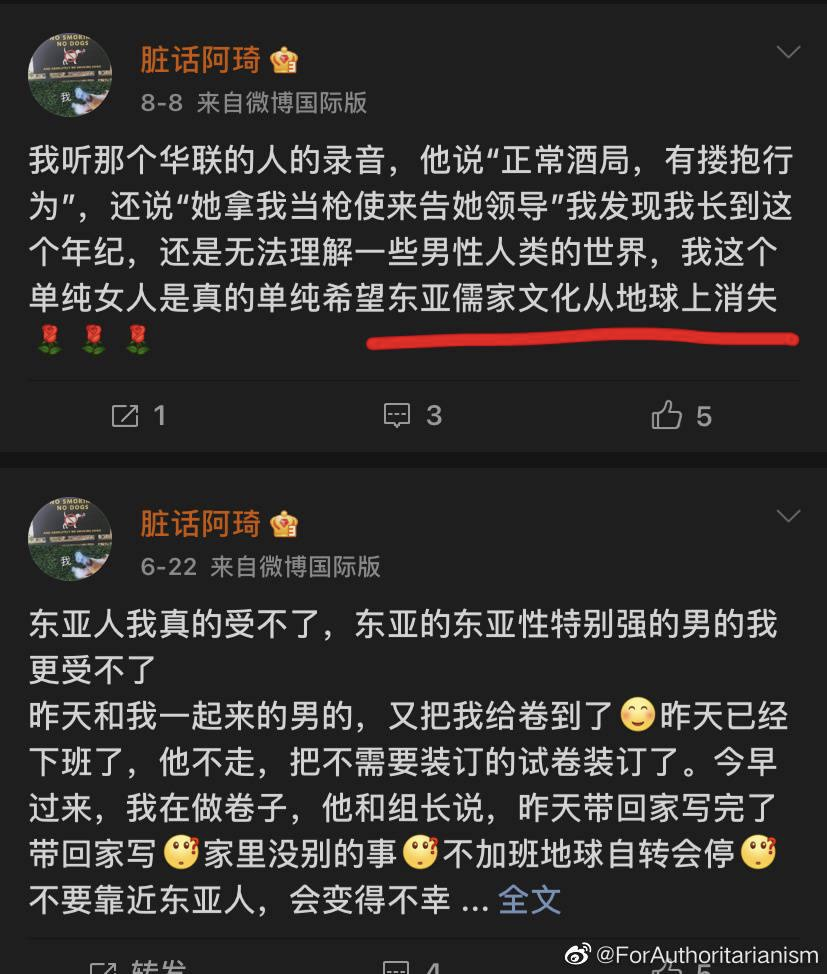 NO SMOKING
NO DOGS
我
脏话阿琦
8-8 来自微博国际版
我听那个华联的人的录音，他说“正常酒局，有搂抱行
为”，还说“她拿我当枪使来告她领导”我发现我长到这
个年纪，还是无法理解一些男性人类的世界，我这个
单纯女人是真的单纯希望东亚儒家文化从地球上消失
🌹🌹🌹
1 3 5
NO SMOKING
NO DOGS
我
脏话阿琦
6-22 来自微博国际版
东亚人我真的受不了，东亚的东亚性特别强的男的我
更受不了
昨天和我一起来的男的，又把我给卷到了😊昨天已经
下班了，他不走，把不需要装订的试卷装订了。今早
过来，我在做卷子，他和组长说，昨天带回家写完了
带回家写🤔家里没别的事🤔不加班地球自转会停🤔
不要靠近东亚人，会变得不幸 ... 全文
转发 4 5
@ForAuthoritarianism